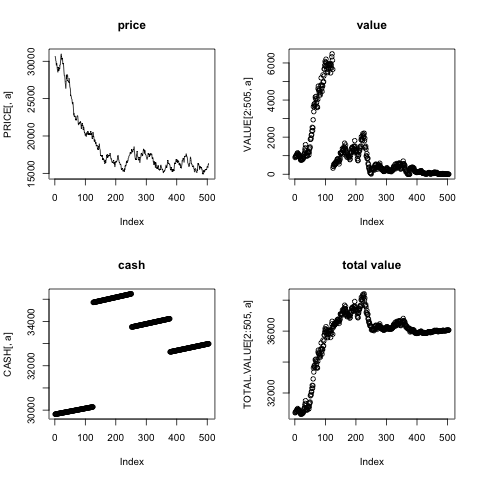 price
PRICE[, a]
15000 20000 25000 30000
0 100 200 300 400 500
Index
value
VALUE[2:505, a]
0 2000 4000 6000
0 100 200 300 400 500
Index
cash
CASH[, a]
30000 32000 34000
0 100 200 300 400 500
Index
total value
TOTAL.VALUE[2:505, a]
32000 36000
0 100 200 300 400 500
Index